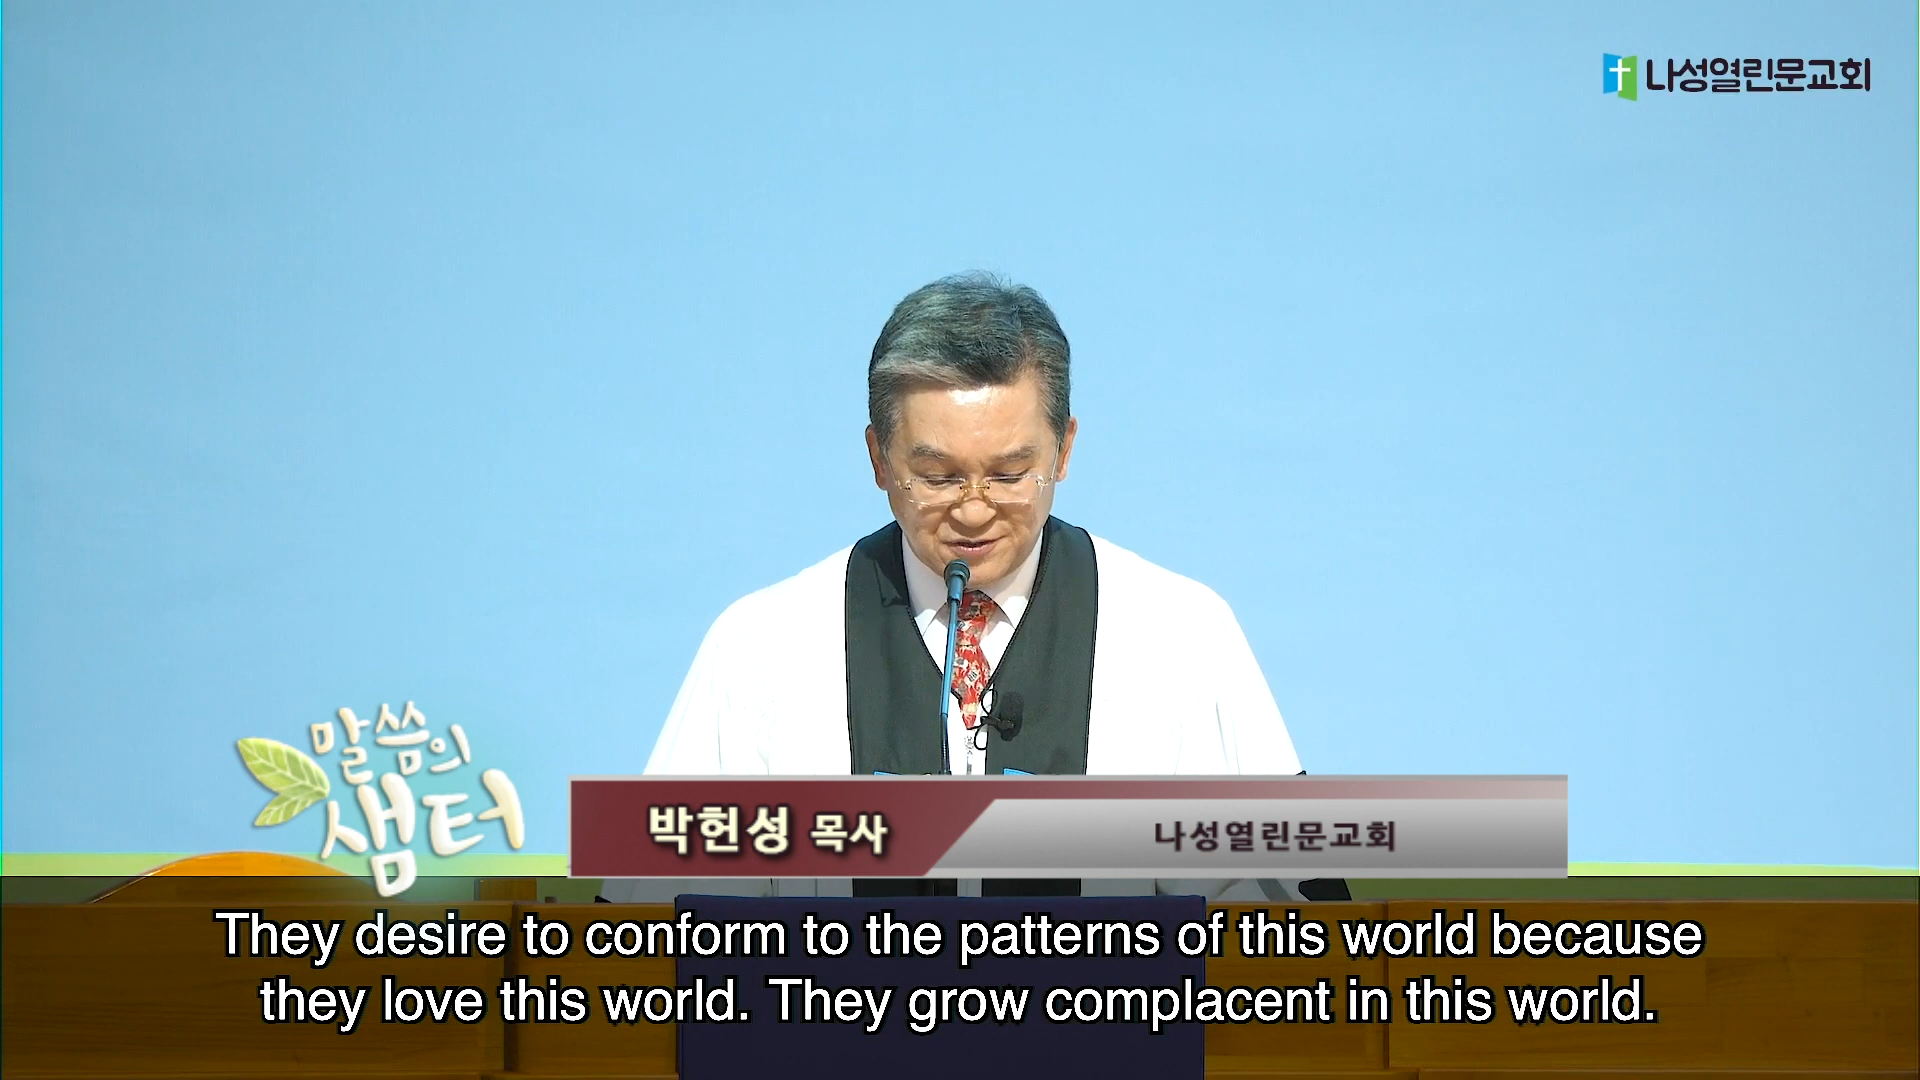 나성열린문교회
말씀의
샘터
박헌성 목사
나성열린문교회
They desire to conform to the patterns of this world because
they love this world. They grow complacent in this world.